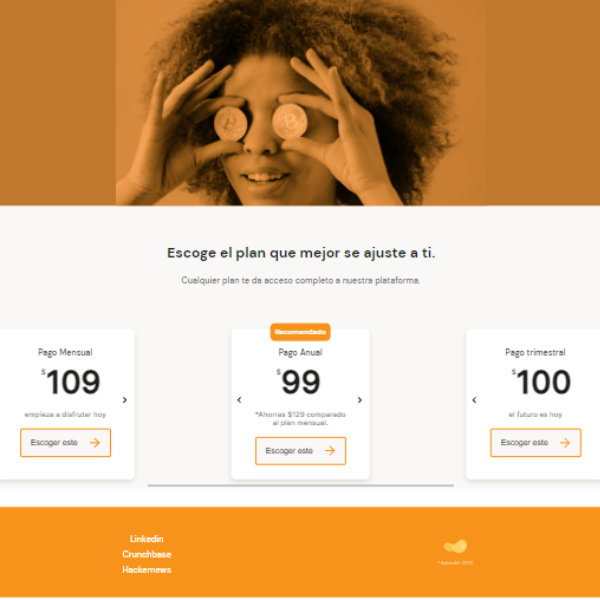 Escoge el plan que mejor se ajuste a ti.
Cualquier plan te da acceso completo a nuestra plataforma.
Pago Mensual
$109
empieza a disfrutar hoy
Escoger este
Recomendado
Pago Anual
$99
*Ahorras $129 comparado
al plan mensual.
Escoger este
Pago trimestral
$100
el futuro es hoy
Escoger este
Linkedin
Crunchbase
Hackernews